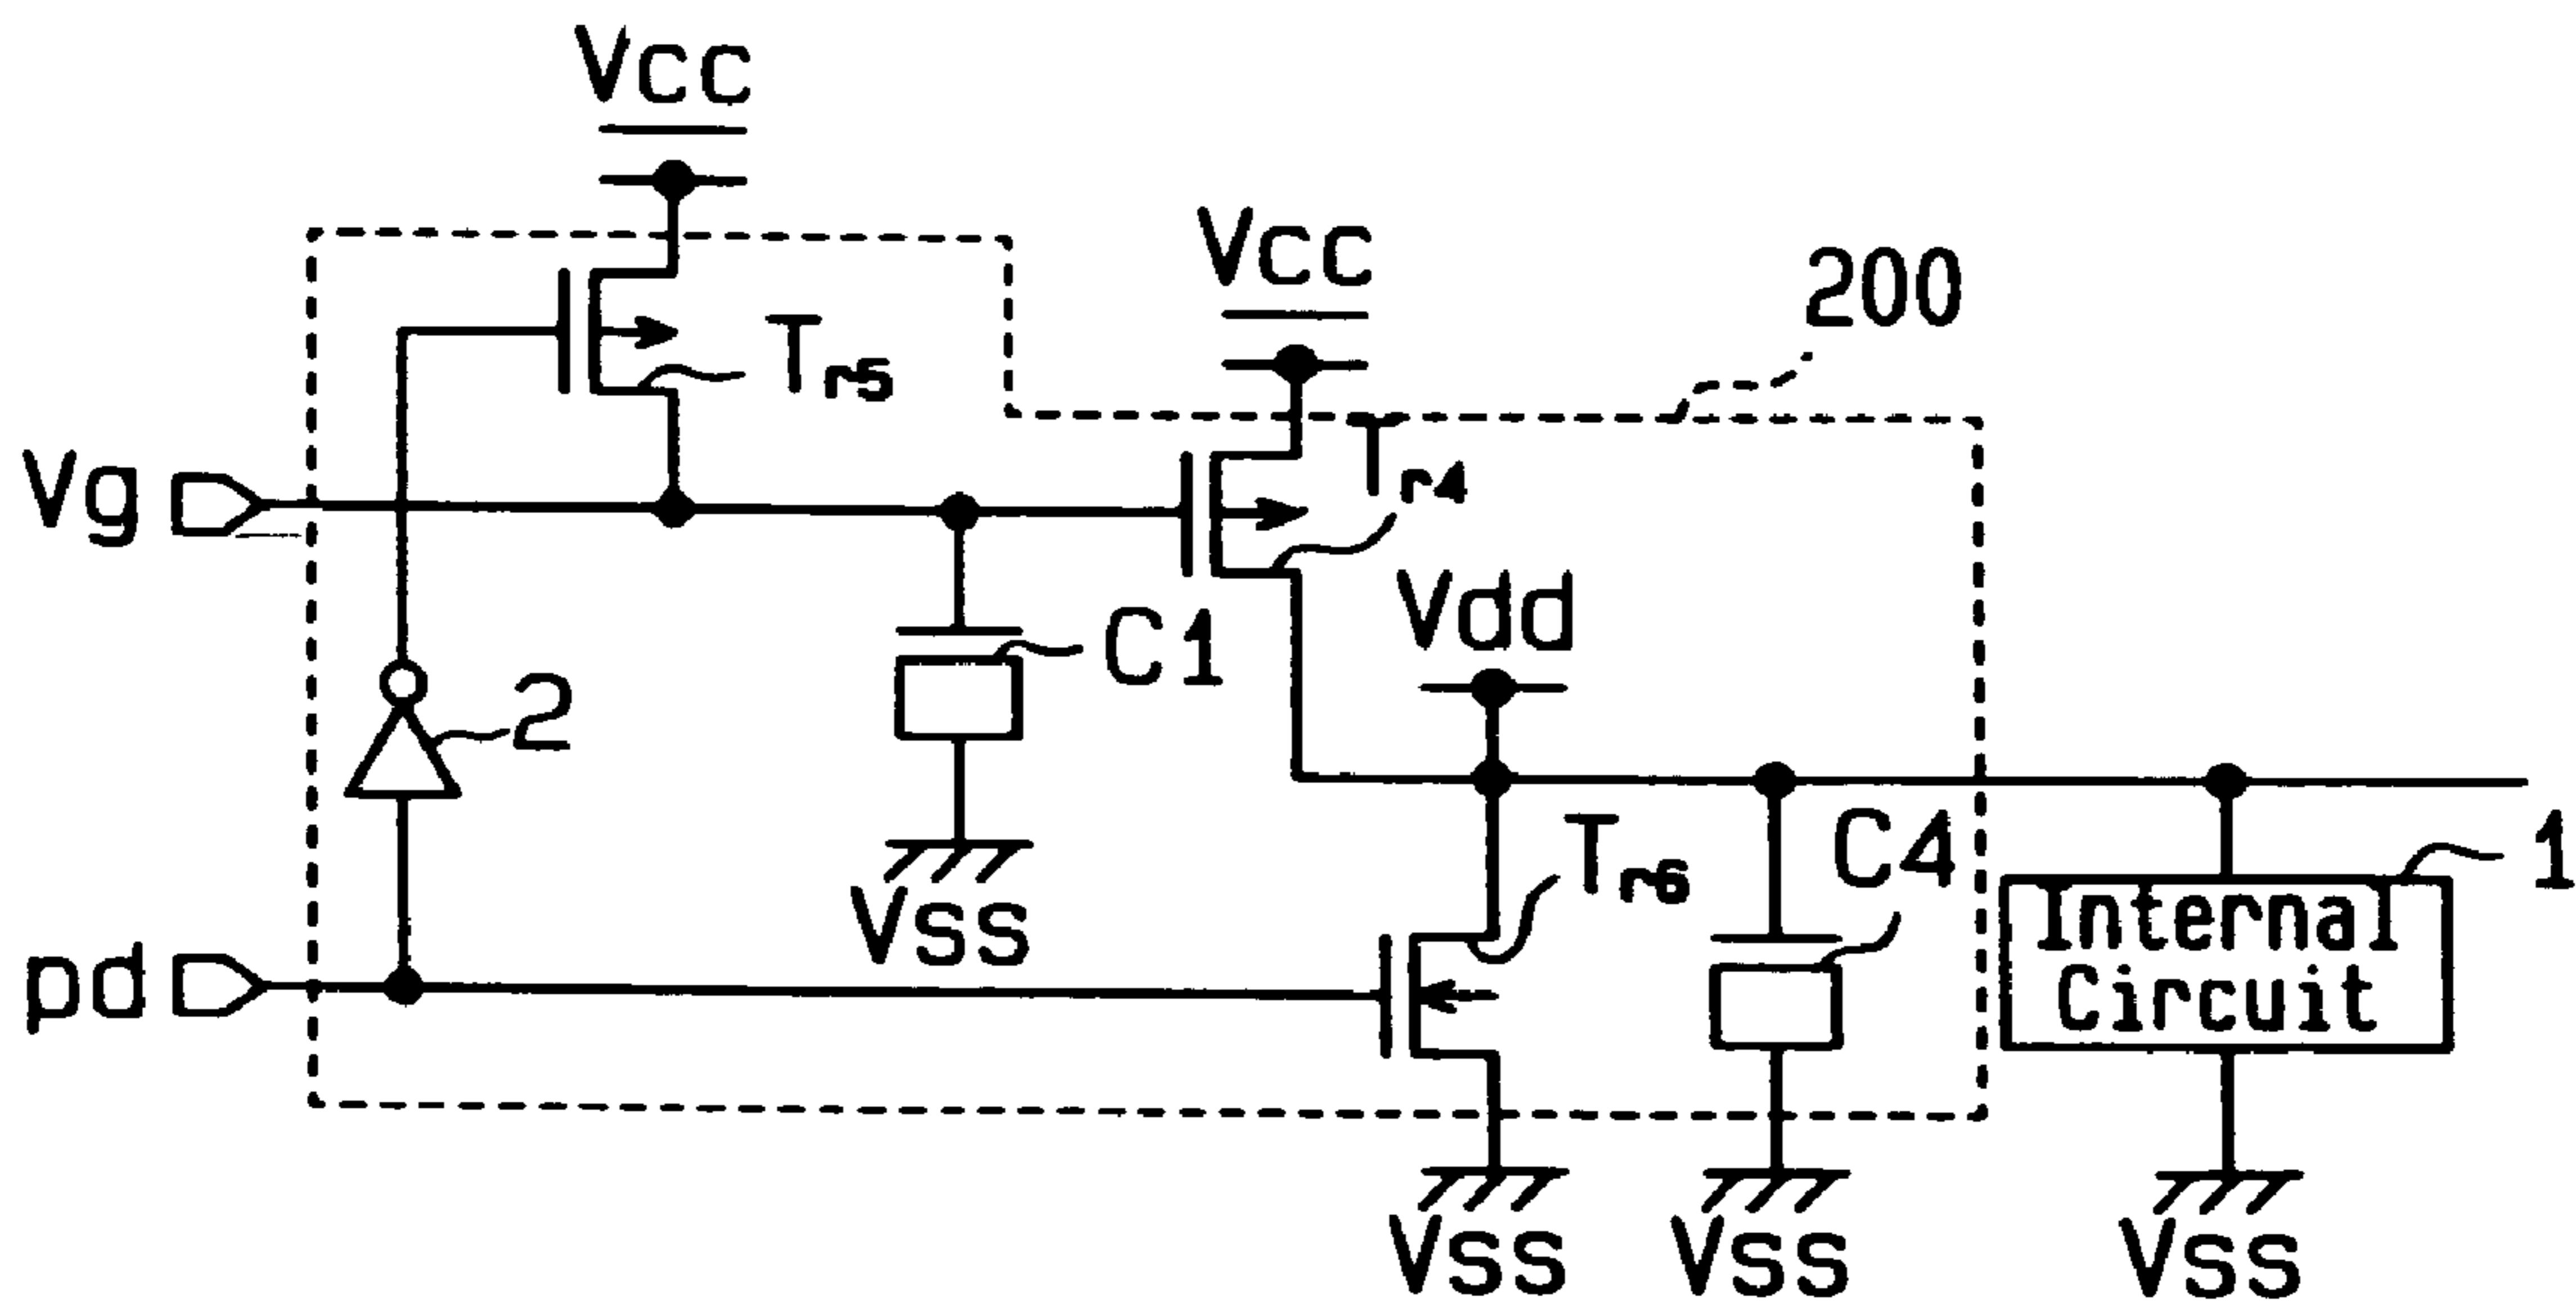 Vcc
Vcc
200
Tr5
Tr4
Vg
Vdd
C1
2
Tr6
C4
1
Internal
Circuit
Vss
pd
Vss
Vss
Vss